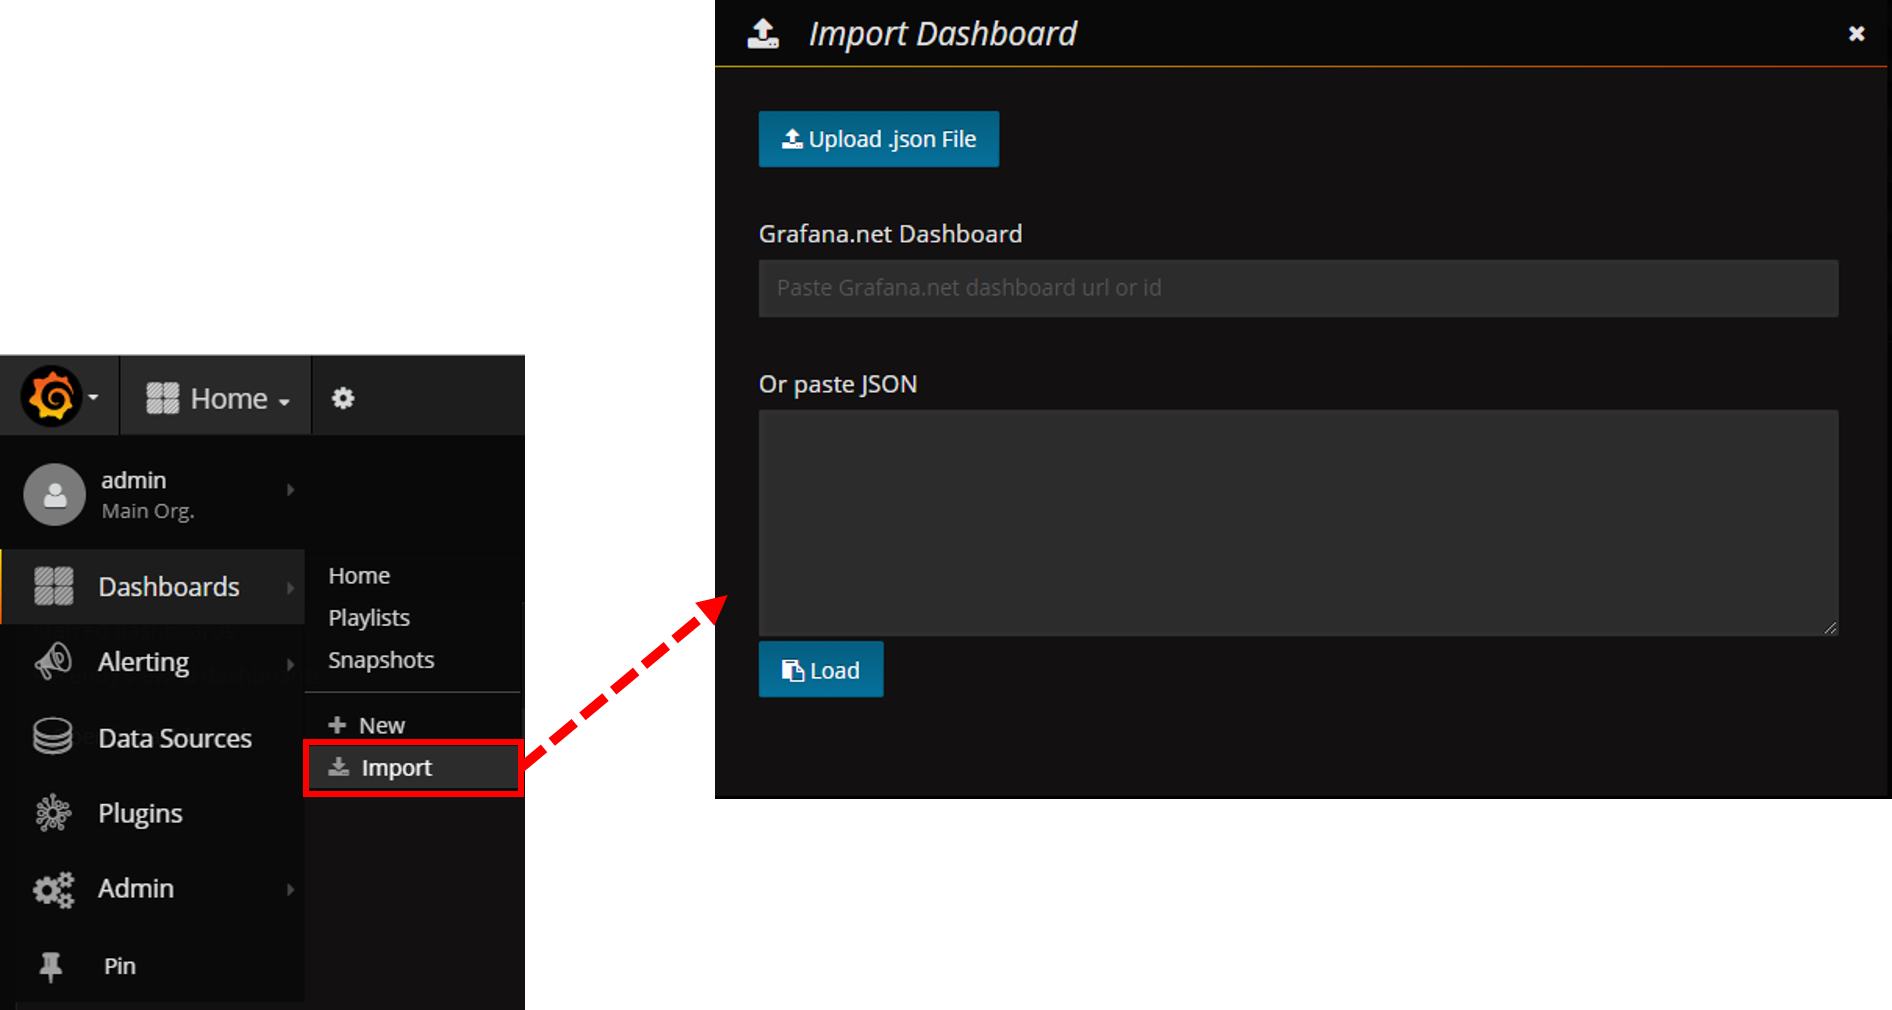 Import Dashboard
Upload .json File
Grafana.net Dashboard
Paste Grafana.net dashboard url or id
Or paste JSON
Load
Home
admin
Main Org.
Dashboards
Alerting
Data Sources
Plugins
Admin
Pin
Home
Playlists
Snapshots
New
Import